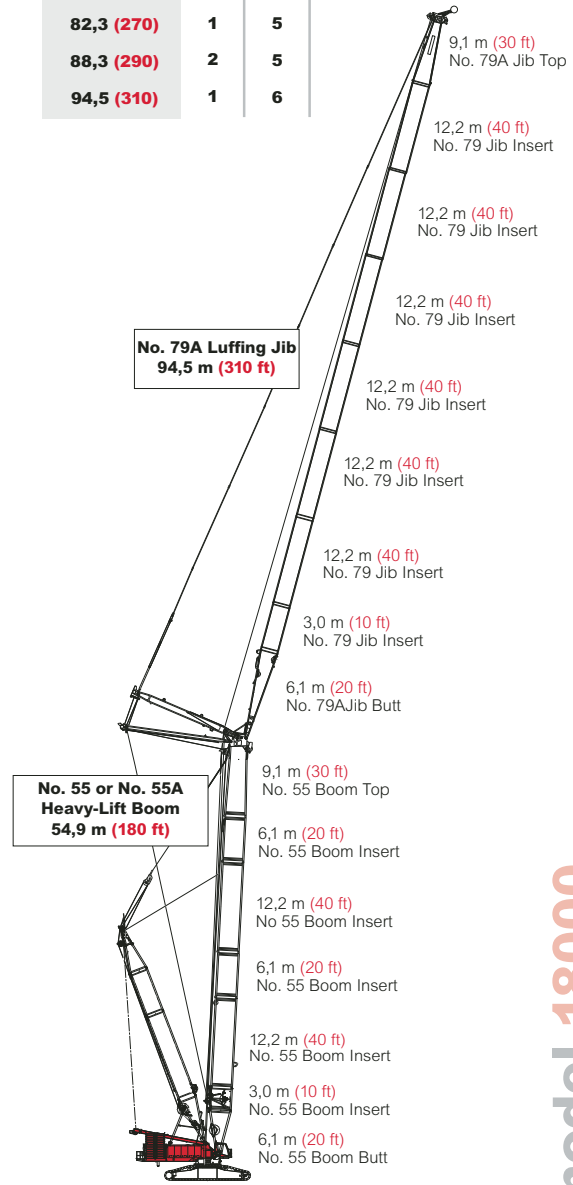 82,3 (270) 1 5
88,3 (290) 2 5
94,5 (310) 1 6
9,1 m (30 ft)
No. 79A Jib Top
12,2 m (40 ft)
No. 79 Jib Insert
12,2 m (40 ft)
No. 79 Jib Insert
12,2 m (40 ft)
No. 79 Jib Insert
No. 79A Luffing Jib
94,5 m (310 ft)
12,2 m (40 ft)
No. 79 Jib Insert
12,2 m (40 ft)
No. 79 Jib Insert
12,2 m (40 ft)
No. 79 Jib Insert
3,0 m (10 ft)
No. 79 Jib Insert
6,1 m (20 ft)
No. 79AJib Butt
9,1 m (30 ft)
No. 55 Boom Top
No. 55 or No. 55A
Heavy-Lift Boom
54,9 m (180 ft)
6,1 m (20 ft)
No. 55 Boom Insert
12,2 m (40 ft)
No 55 Boom Insert
6,1 m (20 ft)
No. 55 Boom Insert
12,2 m (40 ft)
No. 55 Boom Insert
3,0 m (10 ft)
No. 55 Boom Insert
6,1 m (20 ft)
No. 55 Boom Butt
18000